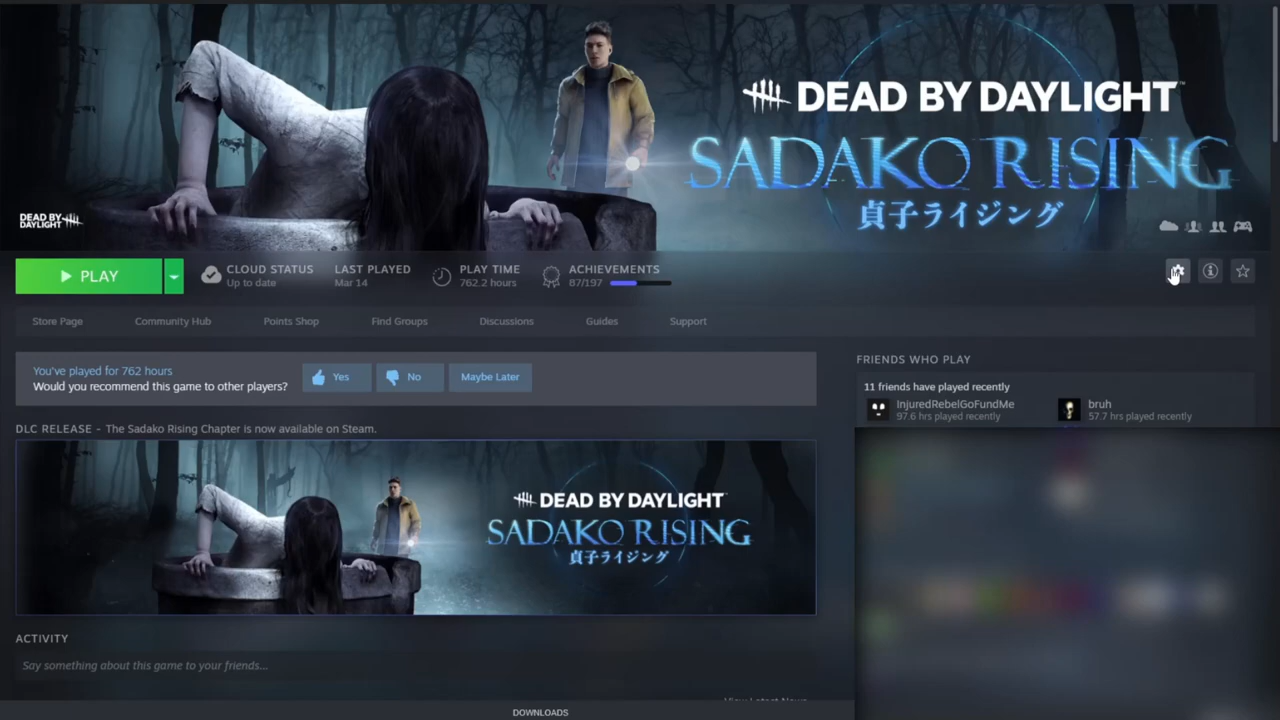 DEAD BY DAYLIGHT™
SADAKO RISING
貞子ライジング
DEAD BY
DAYLIGHT
PLAY
CLOUD STATUS
Up to date
LAST PLAYED
Mar 14
PLAY TIME
762.2 hours
ACHIEVEMENTS
87/197
Store Page
Community Hub
Points Shop
Find Groups
Discussions
Guides
Support
You've played for 762 hours
Would you recommend this game to other players?
Yes
No
Maybe Later
FRIENDS WHO PLAY
11 friends have played recently
InjuredRebelGoFundMe
97.6 hrs played recently
bruh
57.7 hrs played recently
DLC RELEASE - The Sadako Rising Chapter is now available on Steam.
DEAD BY DAYLIGHT
SADAKO RISING
貞子ライジング
ACTIVITY
Say something about this game to your friends...
View Latest News
DOWNLOADS